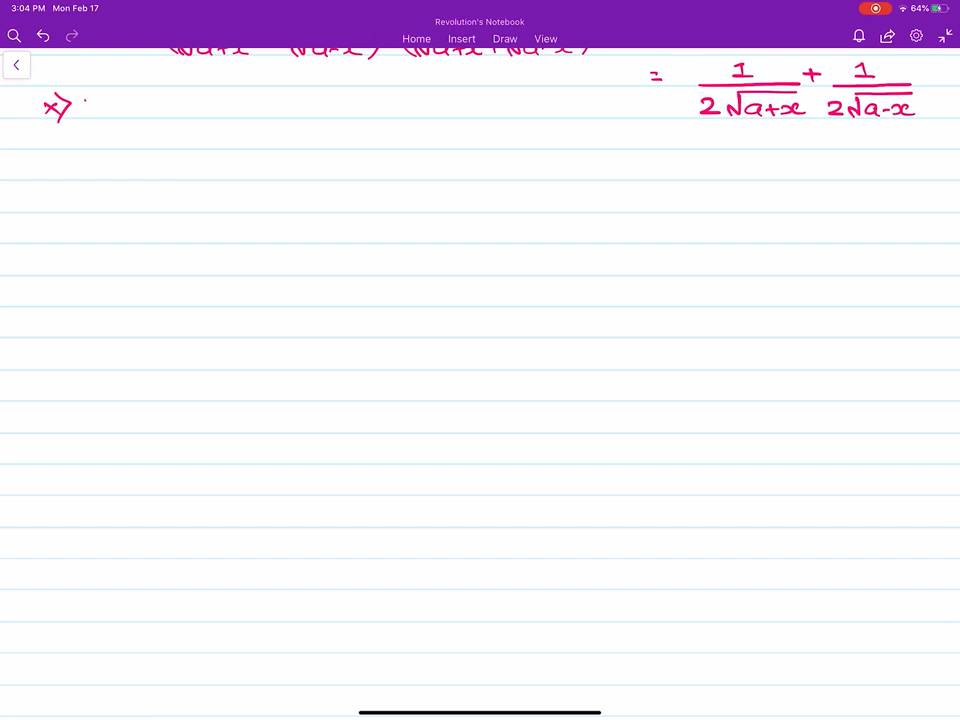 3:04 PM Mon Feb 17
64%
Revolution's Notebook
Home Insert Draw View
= 1/(2√(a+x)) + 1/(2√(a-x))
x>